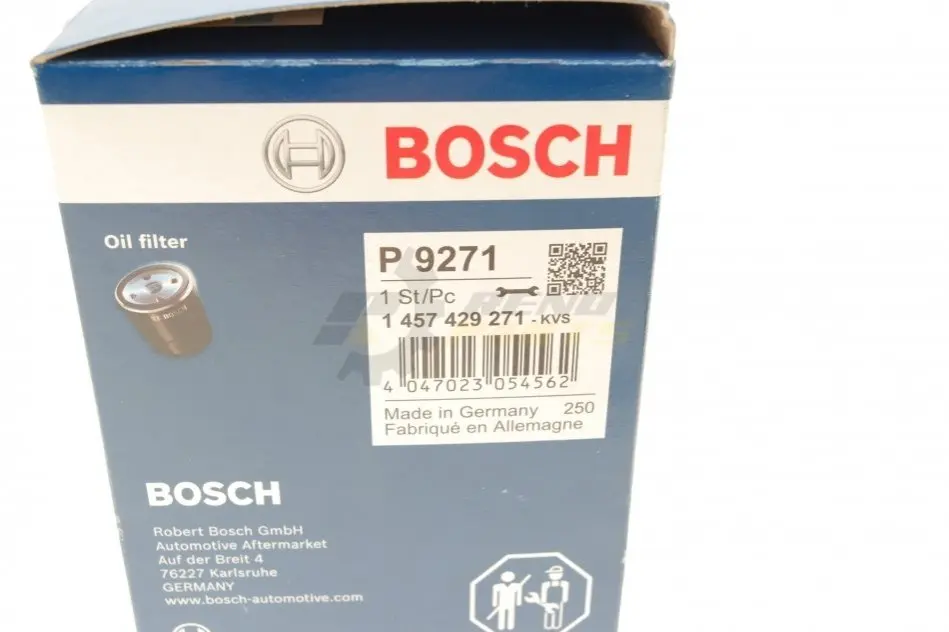 BOSCH
Oil filter
BOSCH
P 9271
1 St/Pc
1 457 429 271 - KVS
4 047023 054562
Made in Germany 250
Fabriqué en Allemagne
BOSCH
Robert Bosch GmbH
Automotive Aftermarket
Auf der Breit 4
76227 Karlsruhe
GERMANY
www.bosch-automotive.com